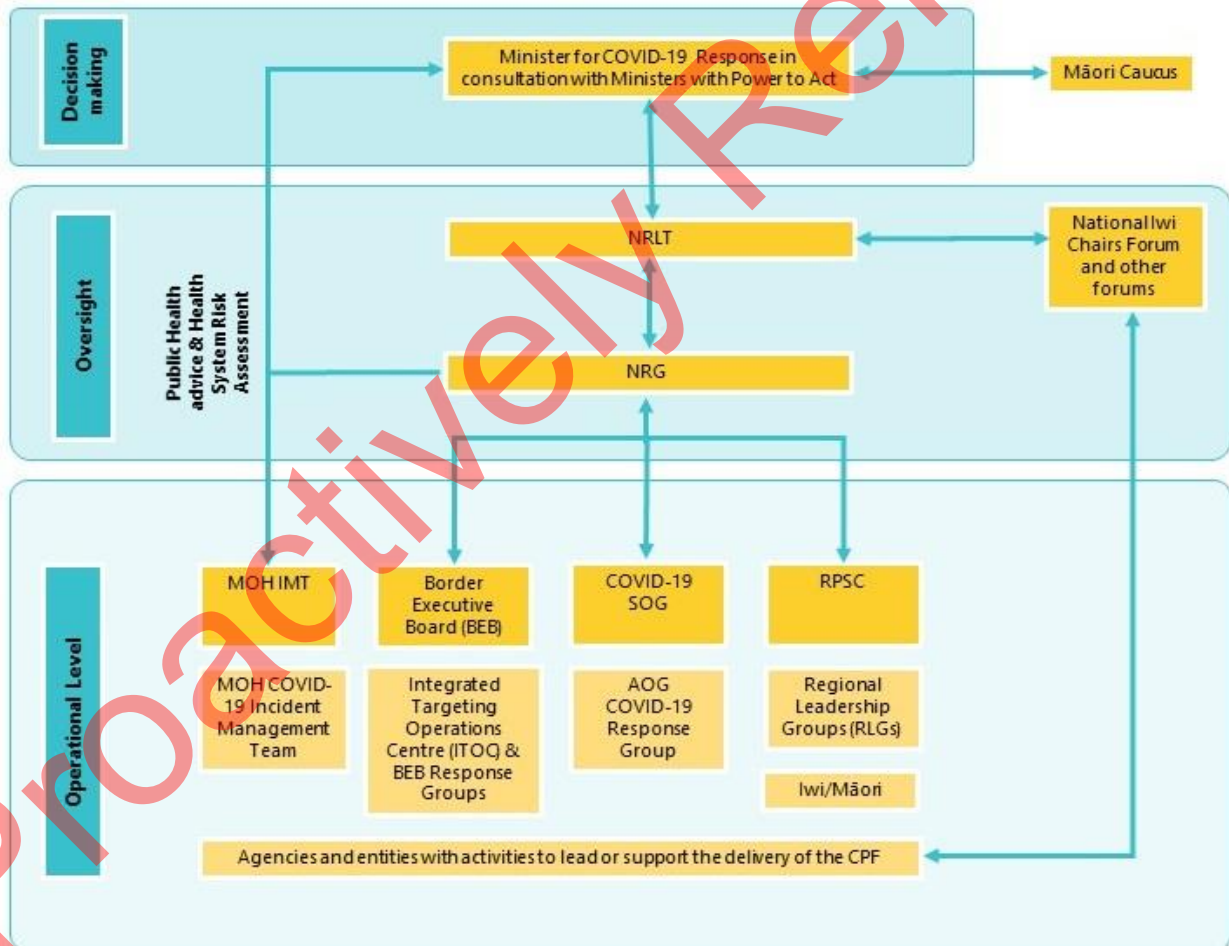 Decision
making
Minister for COVID-19 Response in
consultation with Ministers with Power to Act
Māori Caucus
Oversight
Public Health
advice & Health
System Risk
Assessment
NRLT
National Iwi
Chairs Forum
and other
forums
NRG
Operational Level
MOH IMT
Border
Executive
Board (BEB)
COVID-19
SOG
RPSC
MOH COVID-
19 Incident
Management
Team
Integrated
Targeting
Operations
Centre (ITOC) &
BEB Response
Groups
AOG
COVID-19
Response
Group
Regional
Leadership
Groups (RLGs)
Iwi/Māori
Agencies and entities with activities to lead or support the delivery of the CPF
Proactively Re